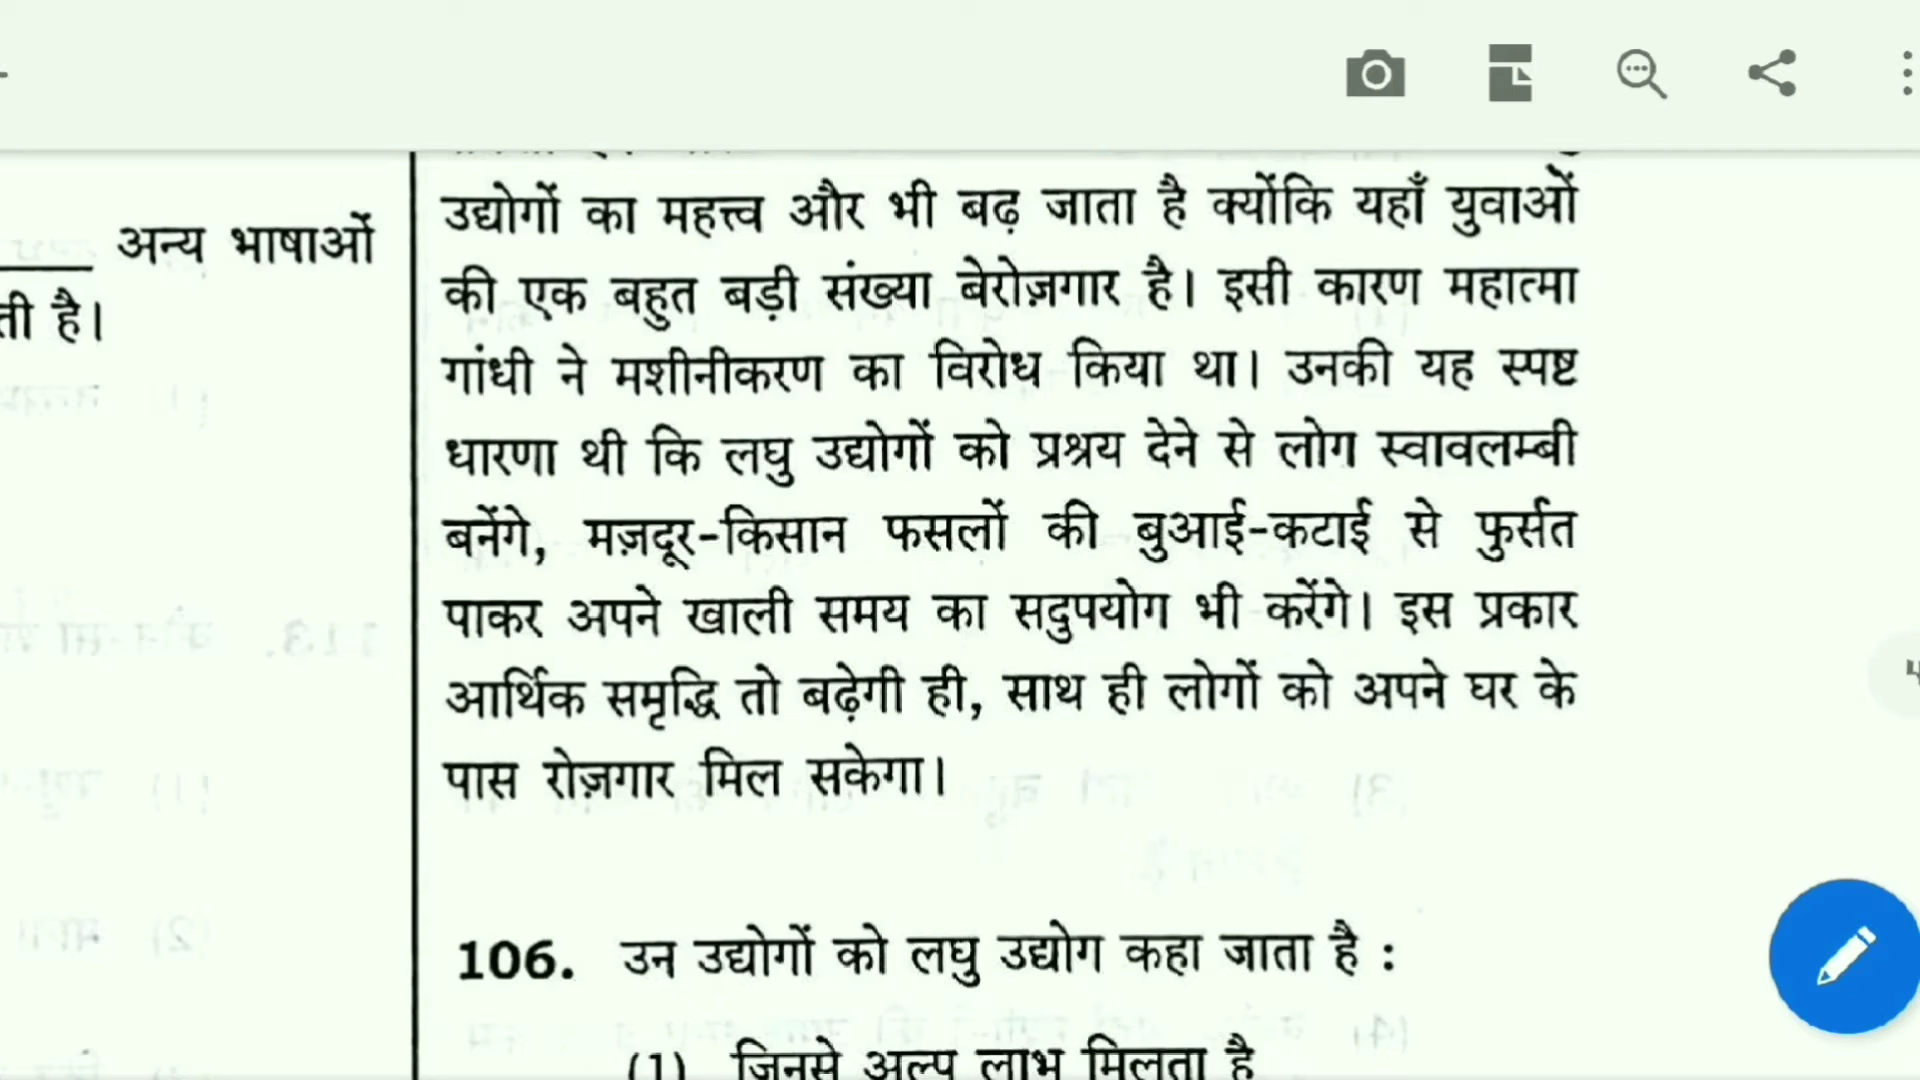 अन्य भाषाओं
ती है।
उद्योगों का महत्त्व और भी बढ़ जाता है क्योंकि यहाँ युवाओं
की एक बहुत बड़ी संख्या बेरोज़गार है। इसी कारण महात्मा
गांधी ने मशीनीकरण का विरोध किया था। उनकी यह स्पष्ट
धारणा थी कि लघु उद्योगों को प्रश्रय देने से लोग स्वावलम्बी
बनेंगे, मज़दूर-किसान फसलों की बुआई-कटाई से फुर्सत
पाकर अपने खाली समय का सदुपयोग भी करेंगे। इस प्रकार
आर्थिक समृद्धि तो बढ़ेगी ही, साथ ही लोगों को अपने घर के
पास रोज़गार मिल सकेगा।
106. उन उद्योगों को लघु उद्योग कहा जाता है :
(1) जिनसे अल्प लाभ मिलता है